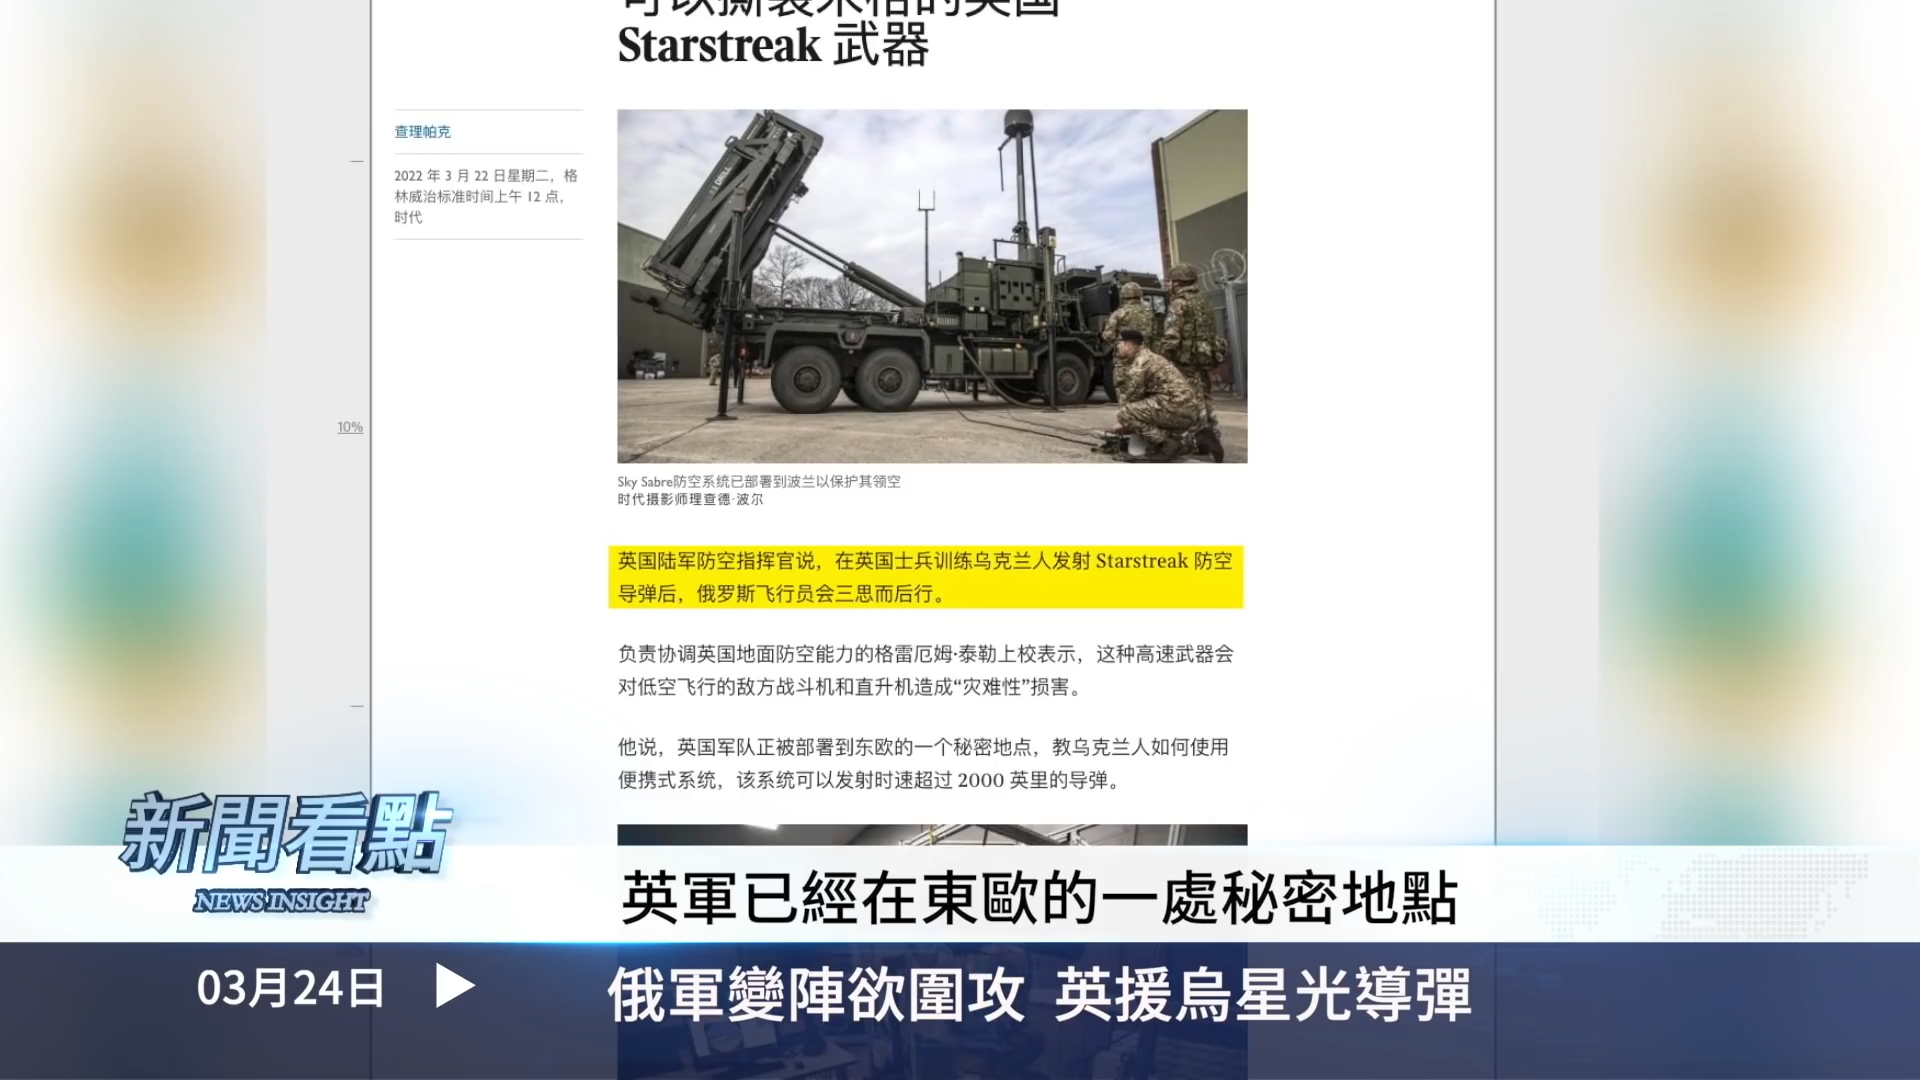 可以撕裂米格的英国
Starstreak 武器
查理帕克
2022 年 3 月 22 日星期二，格
林威治标准时间上午 12 点，
时代
DRILL
10%
Sky Sabre防空系统已部署到波兰以保护其领空
时代摄影师理查德·波尔
英国陆军防空指挥官说，在英国士兵训练乌克兰人发射 Starstreak 防空
导弹后，俄罗斯飞行员会三思而后行。
负责协调英国地面防空能力的格雷厄姆·泰勒上校表示，这种高速武器会
对低空飞行的敌方战斗机和直升机造成“灾难性”损害。
他说，英国军队正被部署到东欧的一个秘密地点，教乌克兰人如何使用
便携式系统，该系统可以发射时速超过 2000 英里的导弹。
新聞看點
NEWS INSIGHT
英軍已經在東歐的一處秘密地點
03月24日
俄軍變陣欲圍攻 英援烏星光導彈